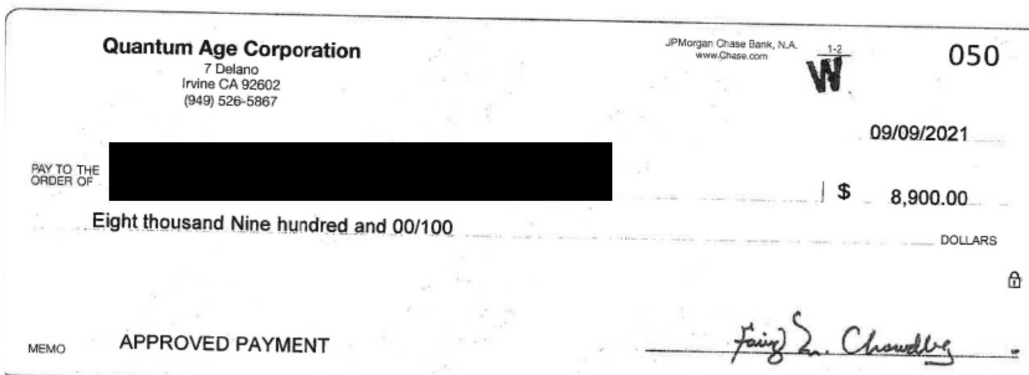 Quantum Age Corporation
7 Delano
Irvine CA 92602
(949) 526-5867
JPMorgan Chase Bank, N.A.
www.Chase.com
1-2
W
050
09/09/2021
PAY TO THE
ORDER OF
$ 8,900.00
Eight thousand Nine hundred and 00/100
DOLLARS
MEMO APPROVED PAYMENT
MP